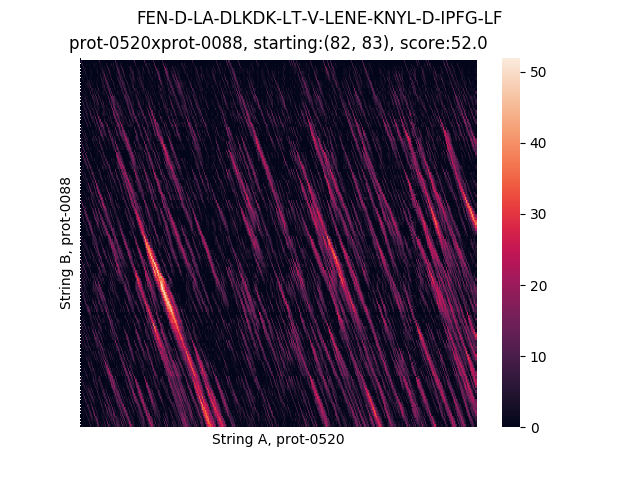 FEN-D-LA-DLKDK-LT-V-LENE-KNYL-D-IPFG-LF
prot-0520xprot-0088, starting:(82, 83), score:52.0
String B, prot-0088
String A, prot-0520
50
40
30
20
10
0